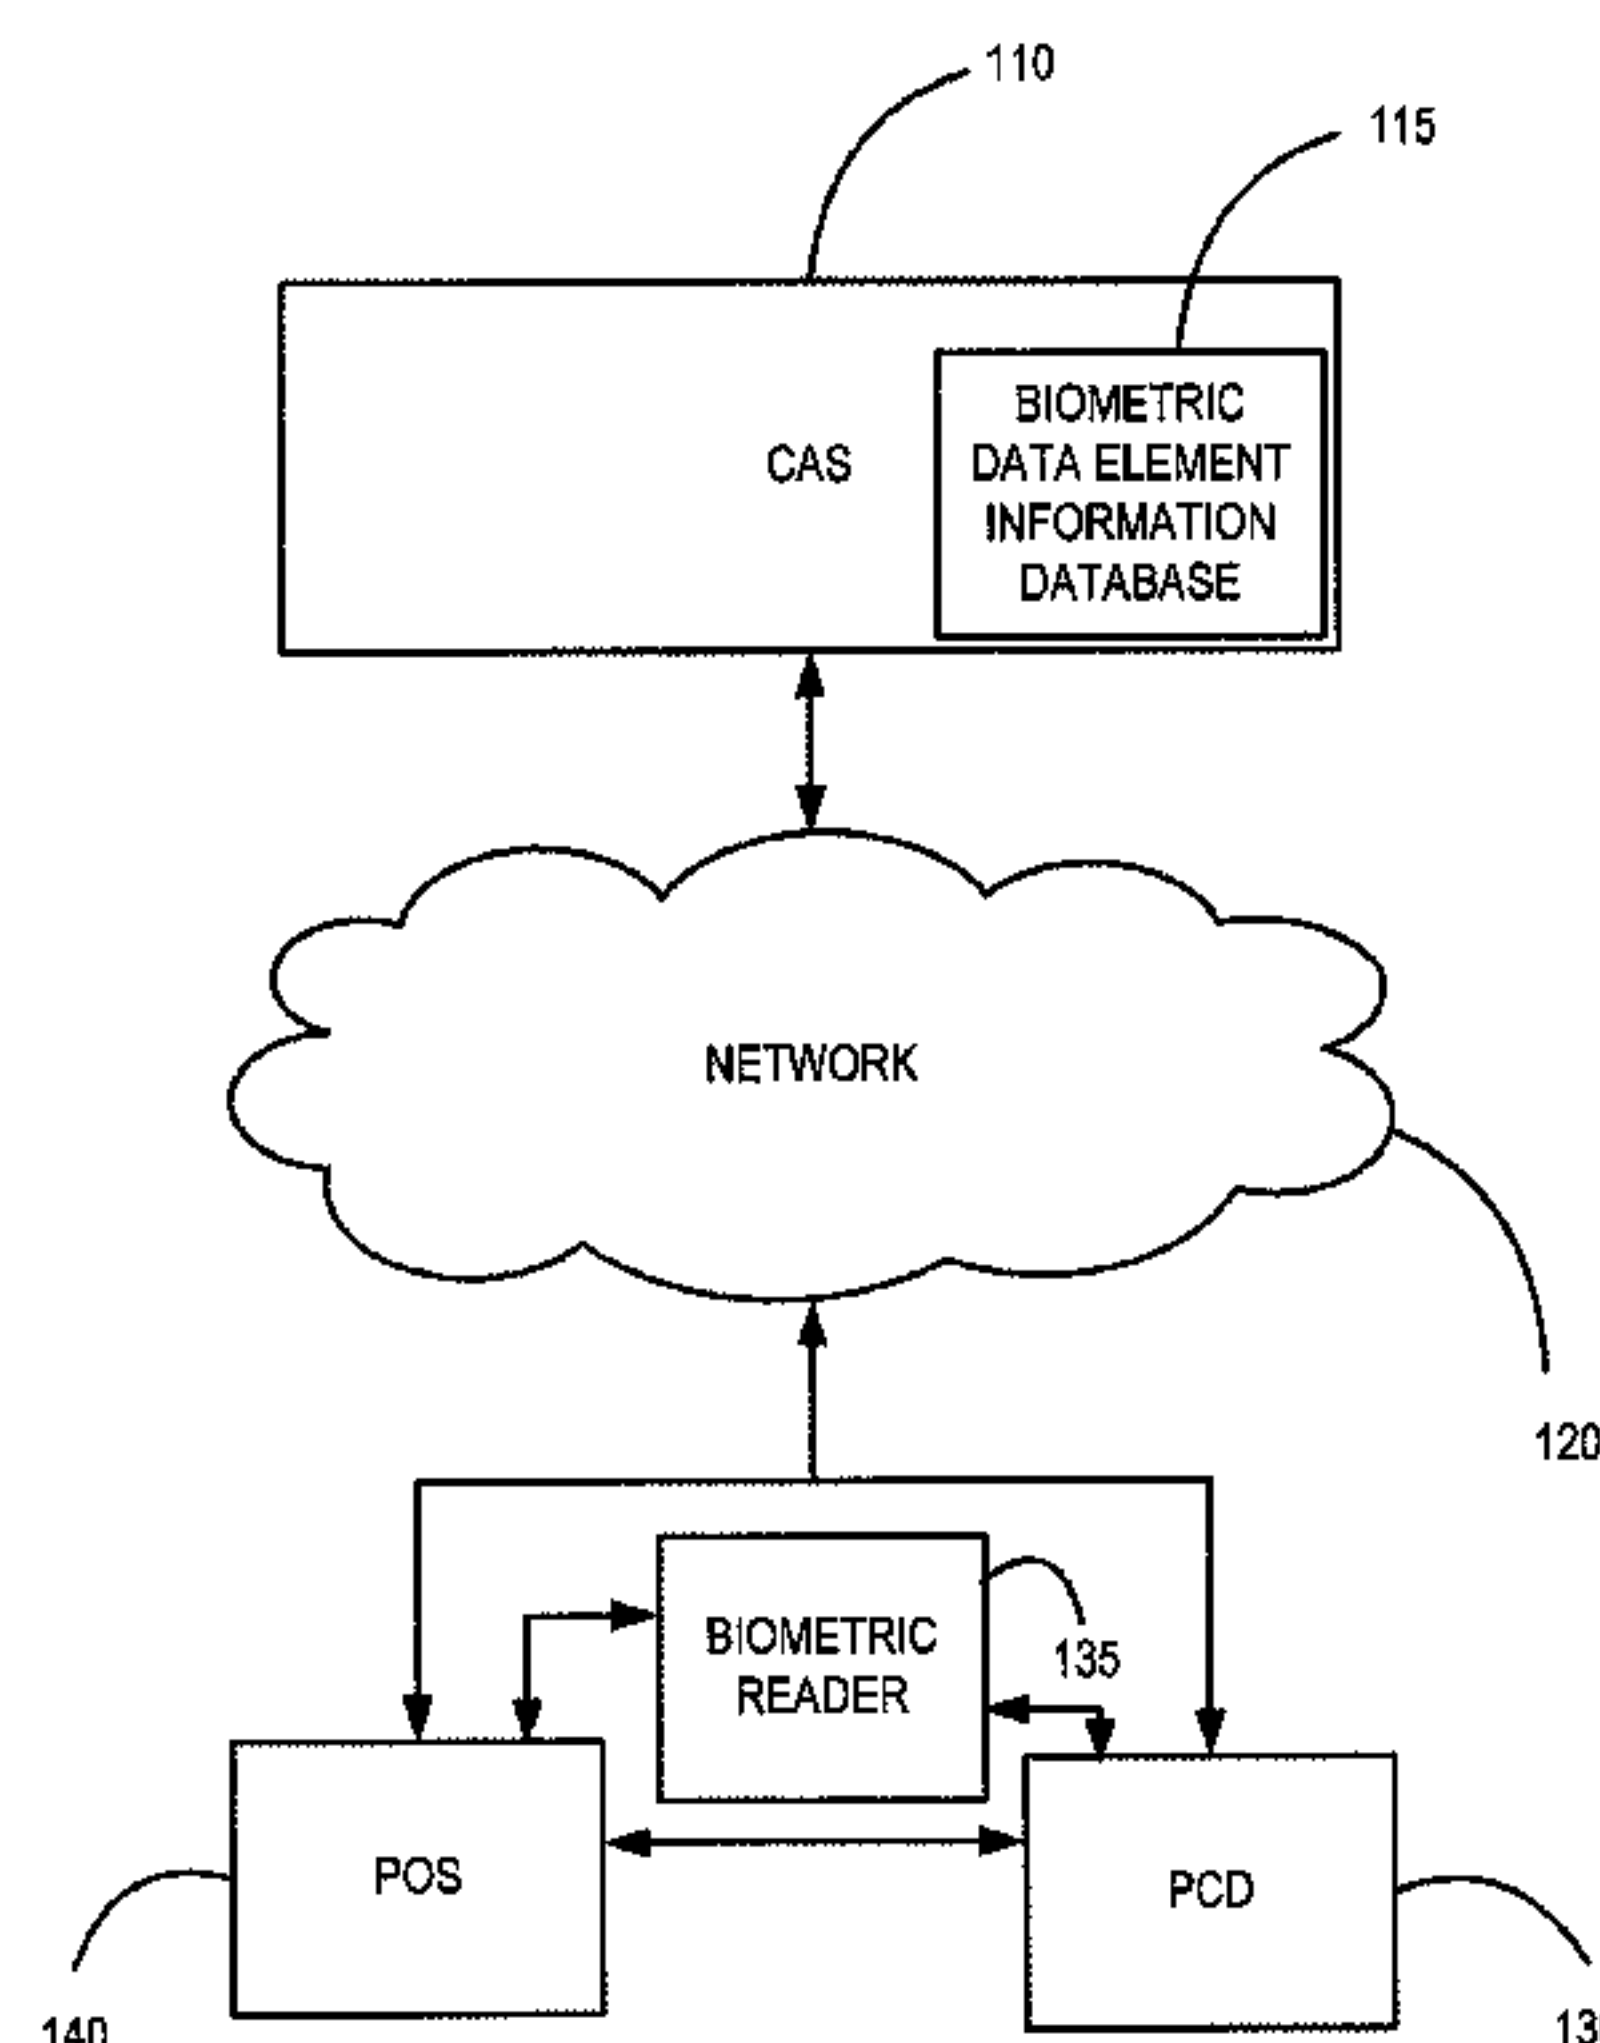 110
115
CAS
BIOMETRIC
DATA ELEMENT
INFORMATION
DATABASE
NETWORK
120
BIOMETRIC
READER
135
POS
PCD
140